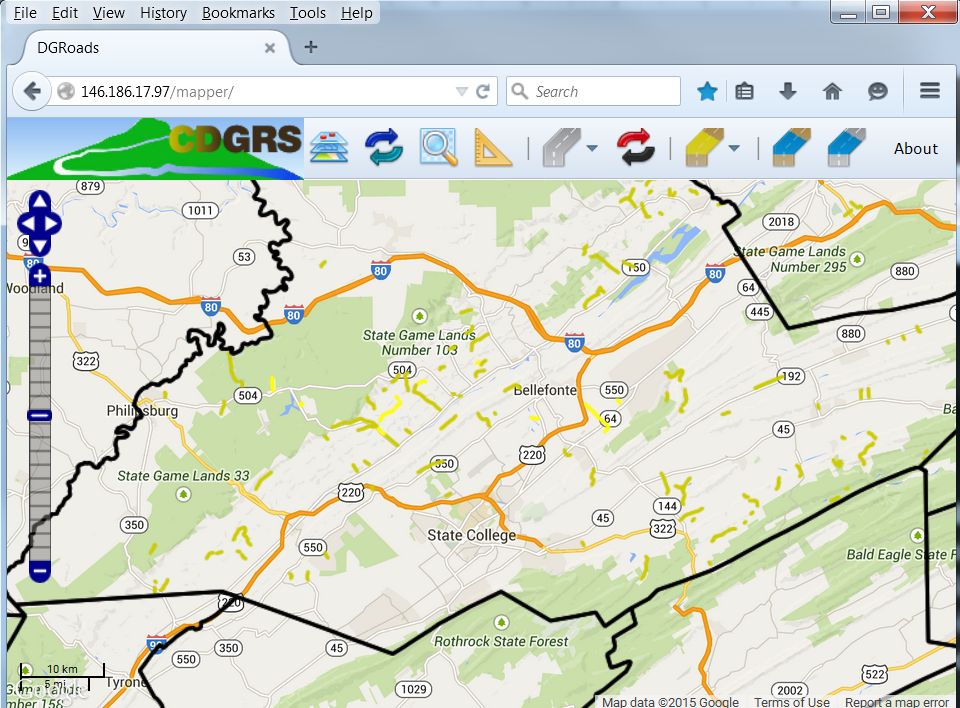 File Edit View History Bookmarks Tools Help
DGRoads
146.186.17.97/mapper/
Search
CDGRS
About
879
1011
2018
53
State Game Lands
Number 295
150
80
80
80
880
Woodland
64
80
80
445
State Game Lands
Number 103
880
80
322
504
192
504
Bellefonte
550
Philipsburg
64
45
220
550
State Game Lands 33
220
144
45
350
322
State College
550
Bald Eagle State F
220
Rothrock State Forest
350
45
550
10 km
5 mi
Tyrone
1029
522
2002
Number 158
Map data ©2015 Google Terms of Use Report a map error